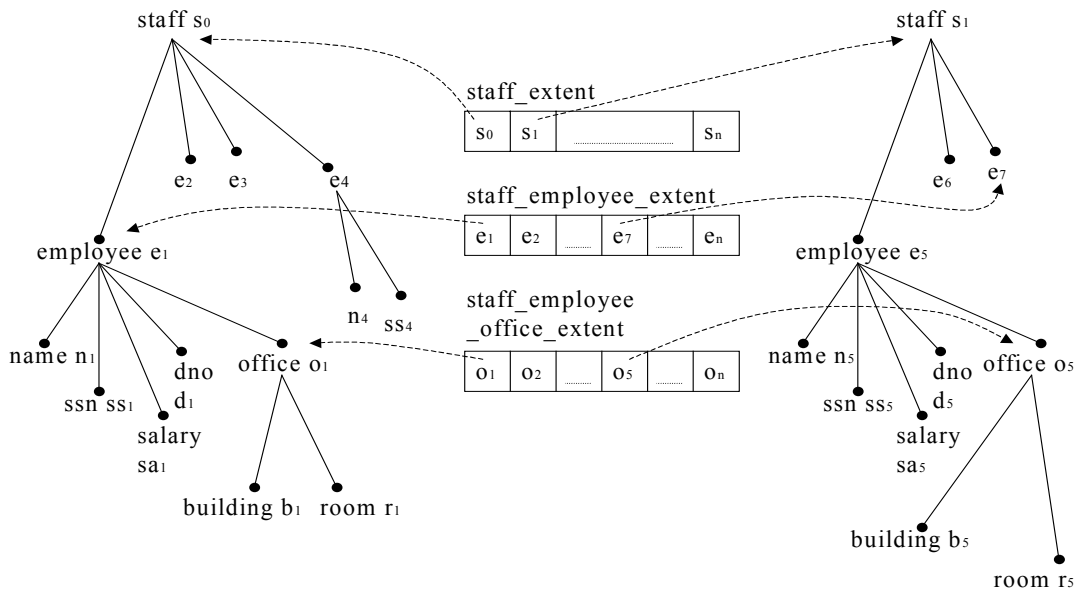 staff s₀
staff s₁
staff_extent
s₀ s₁ ........ sₙ
e₂
e₃
e₄
e₆
e₇
staff_employee_extent
e₁ e₂ ........ e₇ ........ eₙ
employee e₁
employee e₅
n₄
ss₄
staff_employee
_office_extent
o₁ o₂ ........ o₅ ........ oₙ
name n₁
ssn ss₁
salary
sa₁
dno
d₁
office o₁
building b₁
room r₁
name n₅
ssn ss₅
salary
sa₅
dno
d₅
office o₅
building b₅
room r₅